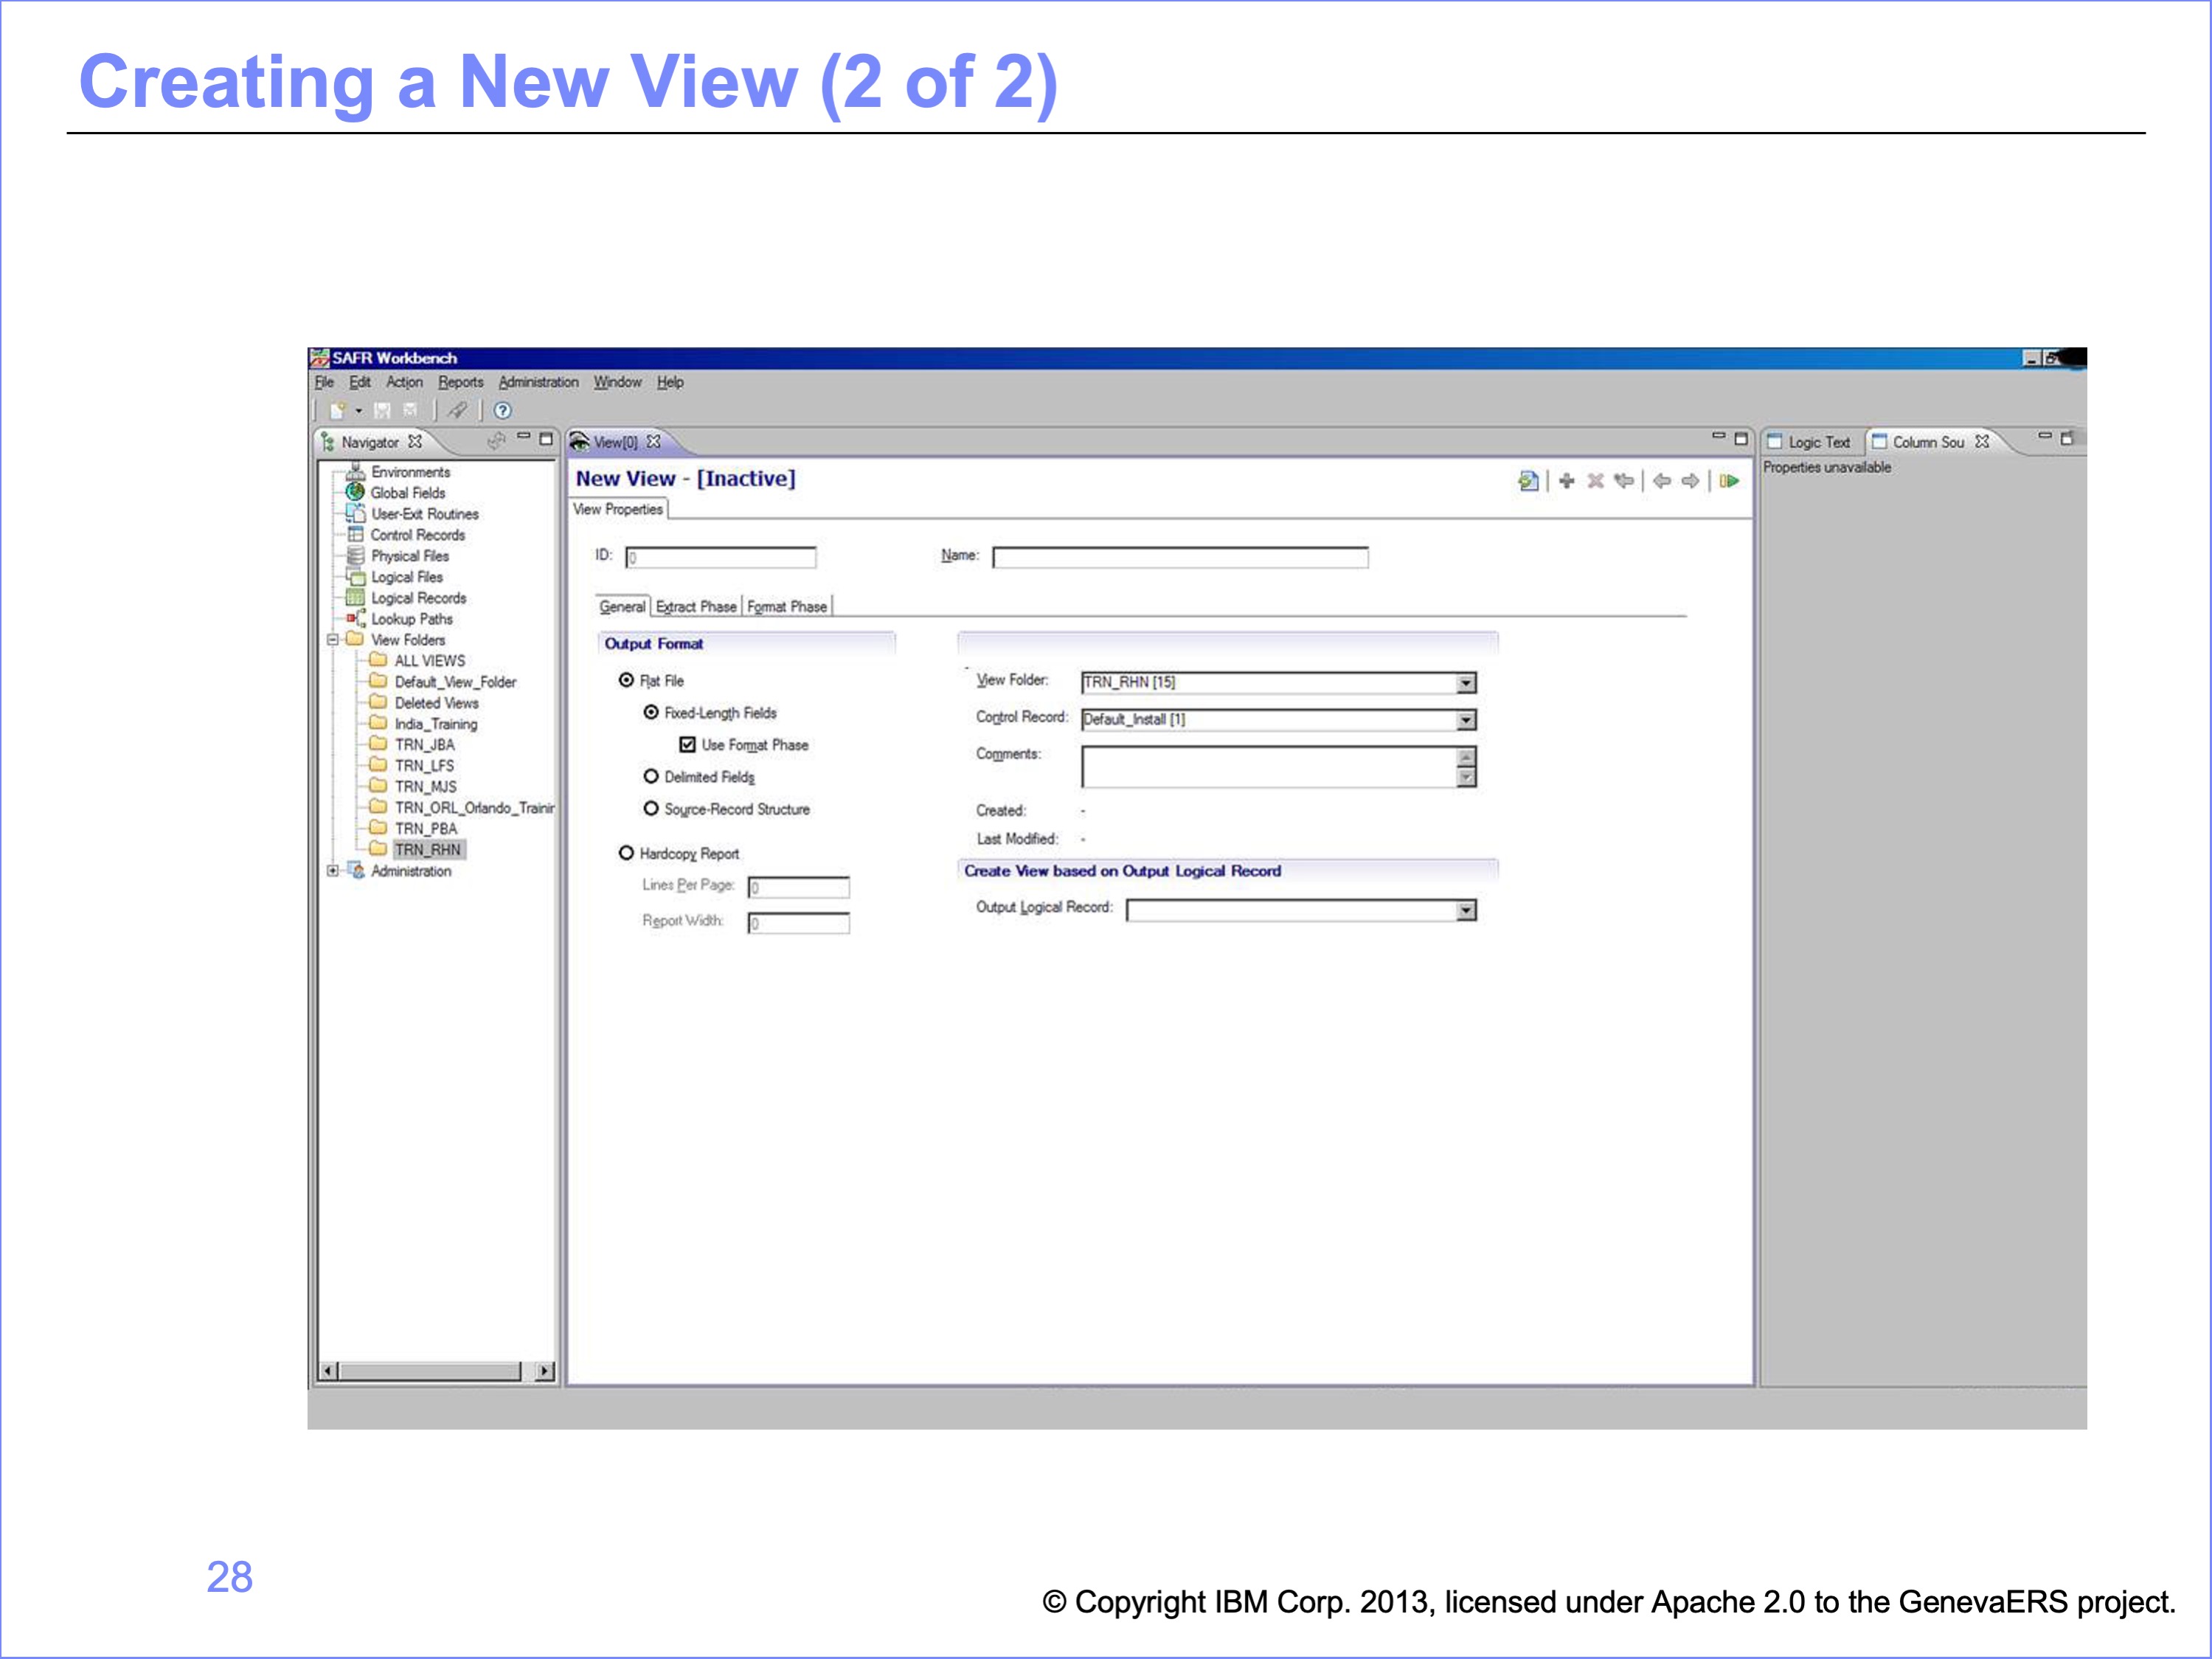 Creating a New View (2 of 2)
SAFR Workbench
File Edit Action Reports Administration Window Help
Navigator
Environments
Global Fields
User-Exit Routines
Control Records
Physical Files
Logical Files
Logical Records
Lookup Paths
View Folders
ALL VIEWS
Default_View_Folder
Deleted Views
India_Training
TRN_JBA
TRN_LFS
TRN_MJS
TRN_ORL_Orlando_Trainin
TRN_PBA
TRN_RHN
Administration
View[0]
New View - [Inactive]
View Properties
ID: 0 Name:
General Extract Phase Format Phase
Output Format
Flat File
Fixed-Length Fields
Use Format Phase
Delimited Fields
Source-Record Structure
Hardcopy Report
Lines Per Page: 0
Report Width: 0
View Folder: TRN_RHN [15]
Control Record: Default_Install [1]
Comments:
Created: -
Last Modified: -
Create View based on Output Logical Record
Output Logical Record:
Logic Text Column Sou
Properties unavailable
28
© Copyright IBM Corp. 2013, licensed under Apache 2.0 to the GenevaERS project.